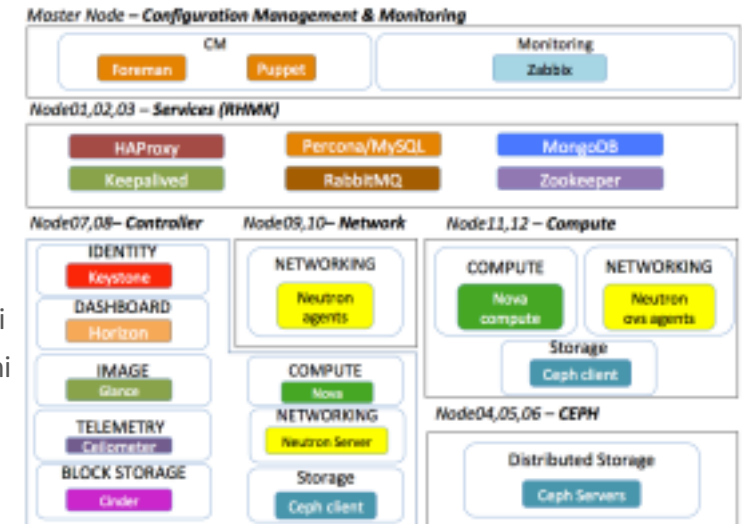 Master Node – Configuration Management & Monitoring
CM
Foreman
Puppet
Monitoring
Zabbix
Node01,02,03 – Services (RHMK)
HAProxy
Percona/MySQL
MongoDB
Keepalived
RabbitMQ
Zookeeper
Node07,08– Controller
IDENTITY
Keystone
DASHBOARD
Horizon
IMAGE
Glance
TELEMETRY
Ceilometer
BLOCK STORAGE
Cinder
COMPUTE
Nova
NETWORKING
Neutron Server
Storage
Ceph client
Node09,10– Network
NETWORKING
Neutron
agents
Node11,12 – Compute
COMPUTE
Nova
compute
NETWORKING
Neutron
ovs agents
Storage
Ceph client
Node04,05,06 – CEPH
Distributed Storage
Ceph Servers